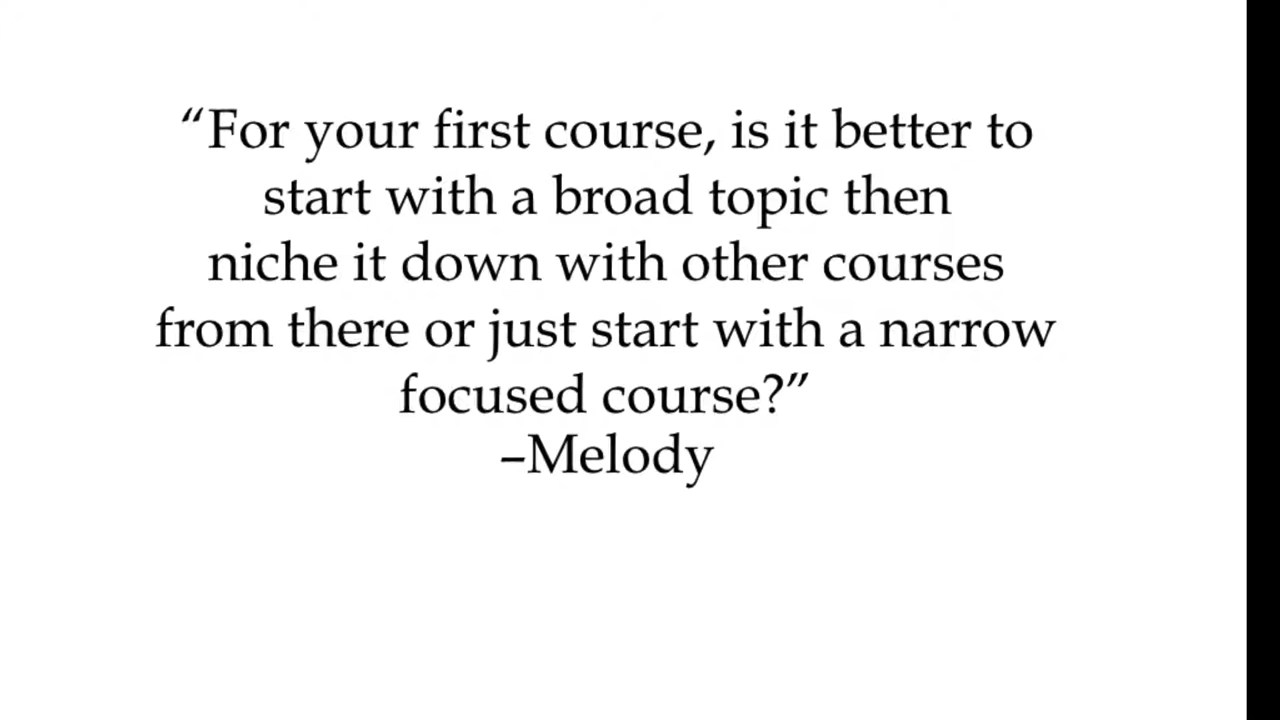 “For your first course, is it better to
start with a broad topic then
niche it down with other courses
from there or just start with a narrow
focused course?”
–Melody